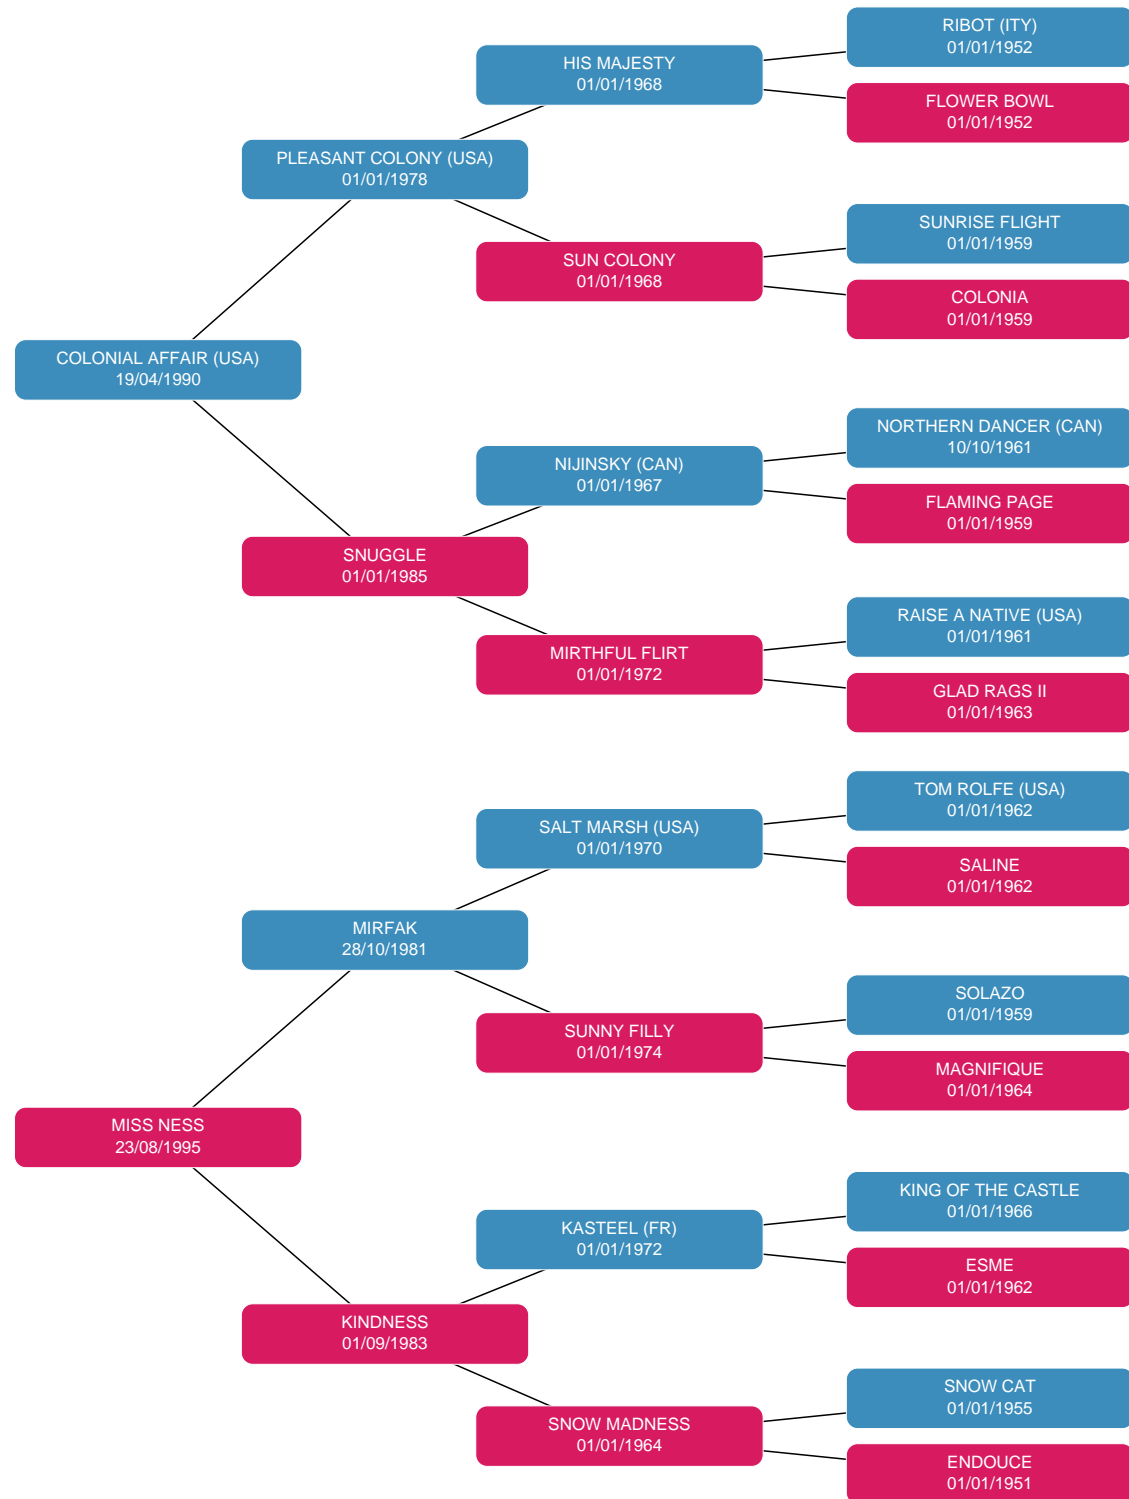 RIBOT (ITY)
01/01/1952
HIS MAJESTY
01/01/1968
FLOWER BOWL
01/01/1952
PLEASANT COLONY (USA)
01/01/1978
SUNRISE FLIGHT
01/01/1959
SUN COLONY
01/01/1968
COLONIA
01/01/1959
COLONIAL AFFAIR (USA)
19/04/1990
NORTHERN DANCER (CAN)
10/10/1961
NIJINSKY (CAN)
01/01/1967
FLAMING PAGE
01/01/1959
SNUGGLE
01/01/1985
RAISE A NATIVE (USA)
01/01/1961
MIRTHFUL FLIRT
01/01/1972
GLAD RAGS II
01/01/1963
TOM ROLFE (USA)
01/01/1962
SALT MARSH (USA)
01/01/1970
SALINE
01/01/1962
MIRFAK
28/10/1981
SOLAZO
01/01/1959
SUNNY FILLY
01/01/1974
MAGNIFIQUE
01/01/1964
MISS NESS
23/08/1995
KING OF THE CASTLE
01/01/1966
KASTEEL (FR)
01/01/1972
ESME
01/01/1962
KINDNESS
01/09/1983
SNOW CAT
01/01/1955
SNOW MADNESS
01/01/1964
ENDOUCE
01/01/1951